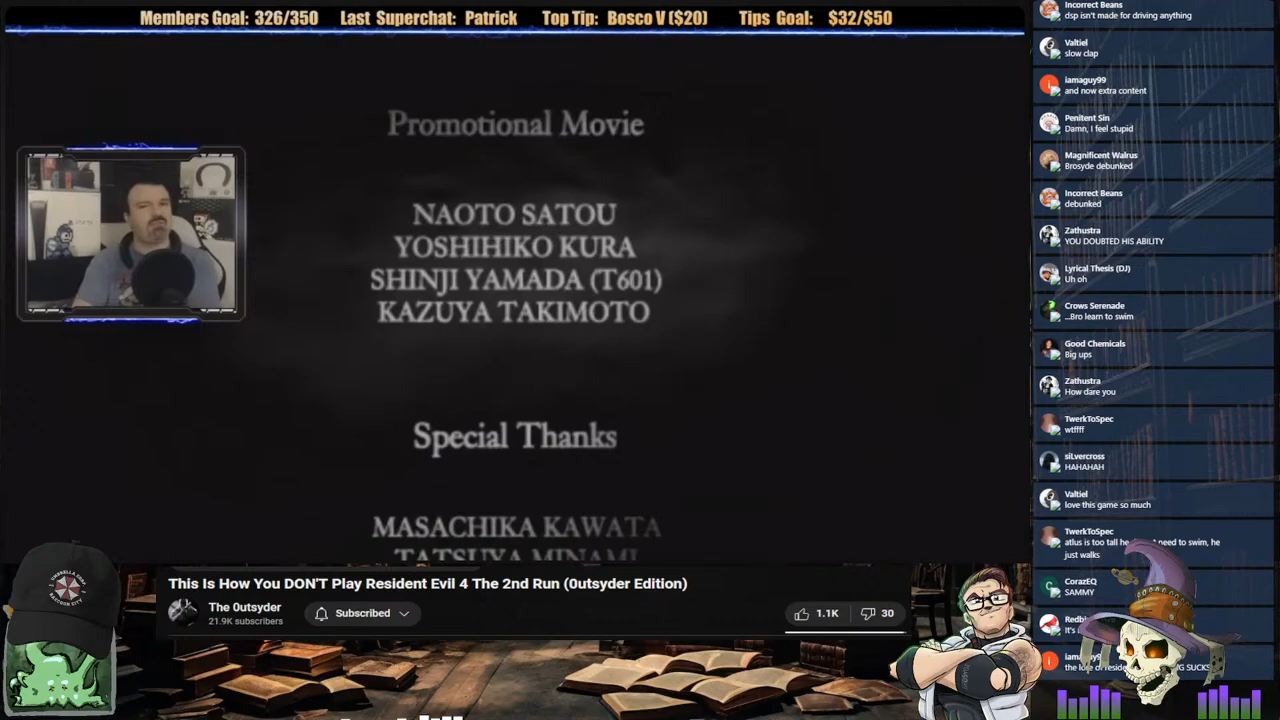 Members Goal: 326/350 Last Superchat: Patrick Top Tip: Bosco V ($20) Tips Goal: $32/$50
Promotional Movie
NAOTO SATOU
YOSHIHIKO KURA
SHINJI YAMADA (T601)
KAZUYA TAKIMOTO
Special Thanks
MASACHIKA KAWATA
TATSUYA MINAMI
This Is How You DON'T Play Resident Evil 4 The 2nd Run (0utsyder Edition)
The 0utsyder
21.9K subscribers
Subscribed
1.1K
30
Incorrect Beans
dsp isn't made for driving anything
Valtiel
slow clap
iamaguy99
and now extra content
Penitent Sin
Damn, I feel stupid
Magnificent Walrus
Brosyde debunked
Incorrect Beans
debunked
Zathustra
YOU DOUBTED HIS ABILITY
Lyrical Thesis (DJ)
Uh oh
Crows Serenade
...Bro learn to swim
Good Chemicals
Big ups
Zathustra
How dare you
TwerkToSpec
wtffff
siLvercross
HAHAHAH
Valtiel
love this game so much
TwerkToSpec
atlus is too tall he need to swim, he
just walks
CorazEQ
SAMMY
UMBRELLA CORP.
RACCOON CITY